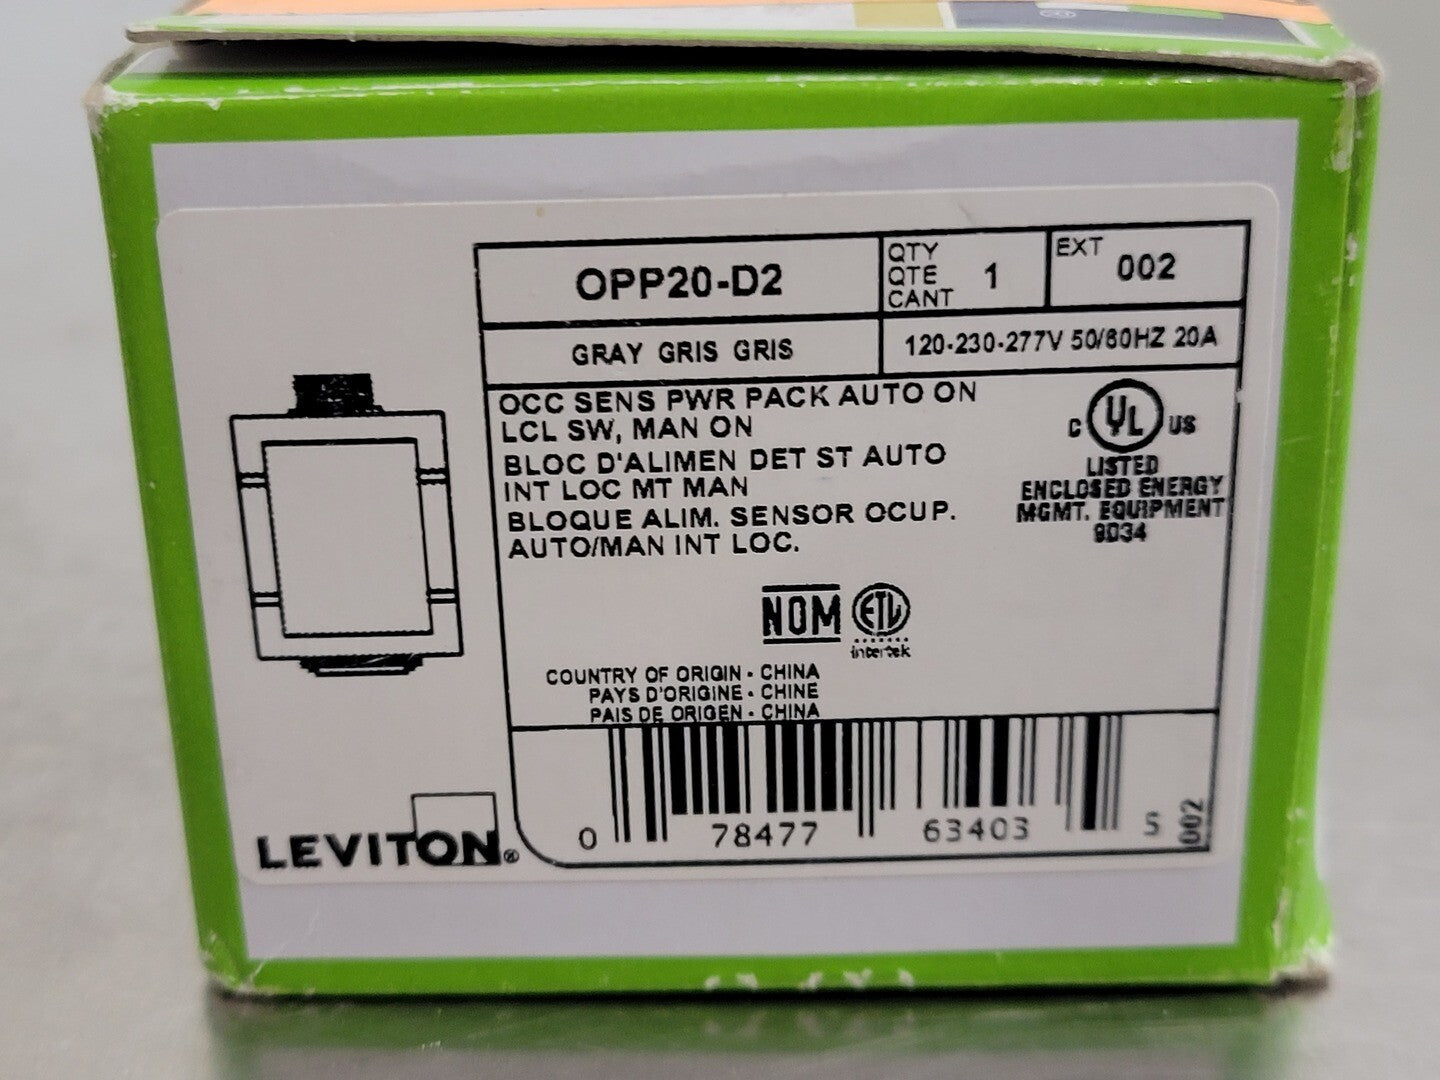 OPP20-D2
QTY
QTE
CANT
1
EXT
002
GRAY GRIS GRIS
120-230-277V 50/60HZ 20A
OCC SENS PWR PACK AUTO ON
LCL SW, MAN ON
BLOC D'ALIMEN DET ST AUTO
INT LOC MT MAN
BLOQUE ALIM. SENSOR OCUP.
AUTO/MAN INT LOC.
C UL US
LISTED
ENCLOSED ENERGY
MGMT. EQUIPMENT
9D34
NOM
ETL
intertek
COUNTRY OF ORIGIN - CHINA
PAYS D'ORIGINE - CHINE
PAIS DE ORIGEN - CHINA
0 78477 63403 5
002
LEVITON®